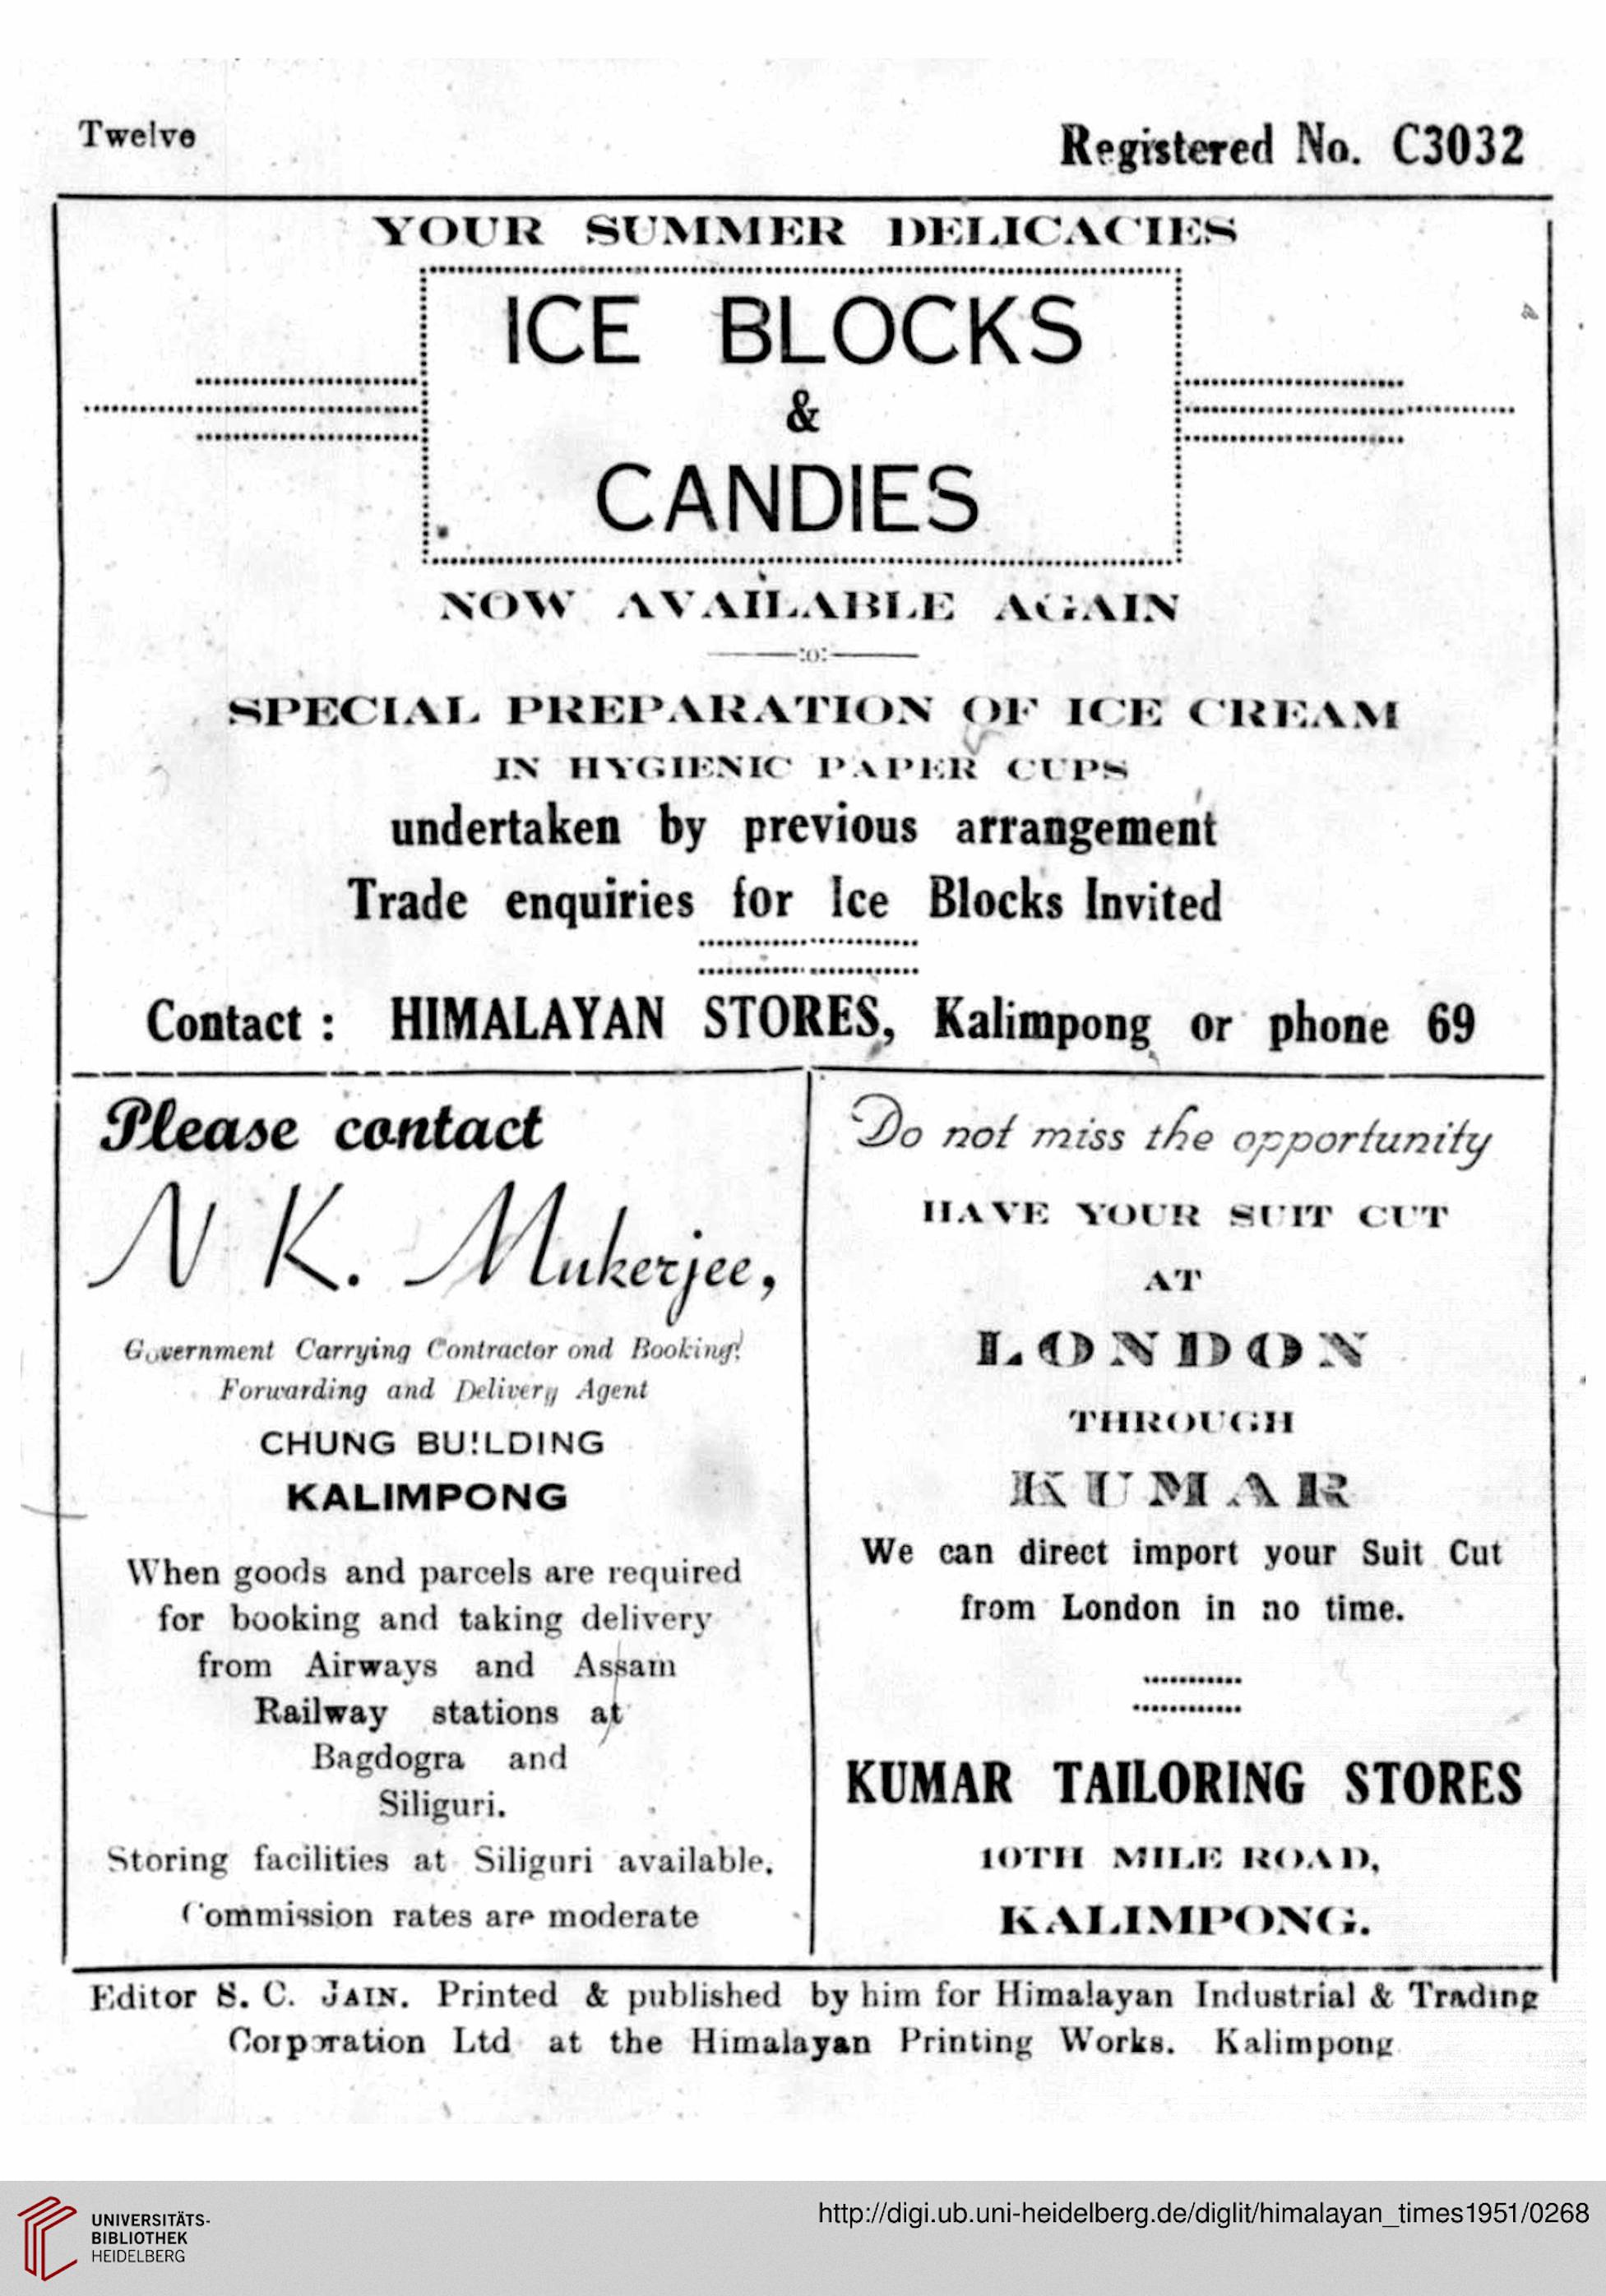 Twelve
Registered No. C3032
YOUR SUMMER DELICACIES
ICE BLOCKS
&
CANDIES
NOW AVAILABLE AGAIN
:o:
SPECIAL PREPARATION OF ICE CREAM
IN HYGIENIC PAPER CUPS
undertaken by previous arrangement
Trade enquiries for Ice Blocks Invited
Contact : HIMALAYAN STORES, Kalimpong or phone 69
Please contact
N K. Mukerjee,
Government Carrying Contractor ond Booking!
Forwarding and Delivery Agent
CHUNG BUILDING
KALIMPONG
When goods and parcels are required
for booking and taking delivery
from Airways and Assam
Railway stations at
Bagdogra and
Siliguri.
Storing facilities at Siliguri available.
Commission rates are moderate
Do not miss the opportunity
HAVE YOUR SUIT CUT
AT
LONDON
THROUGH
KUMAR
We can direct import your Suit Cut
from London in no time.
KUMAR TAILORING STORES
10TH MILE ROAD,
KALIMPONG.
Editor S. C. JAIN. Printed & published by him for Himalayan Industrial & Trading
Corporation Ltd at the Himalayan Printing Works. Kalimpong
UNIVERSITÄTS-
BIBLIOTHEK
HEIDELBERG
http://digi.ub.uni-heidelberg.de/diglit/himalayan_times1951/0268